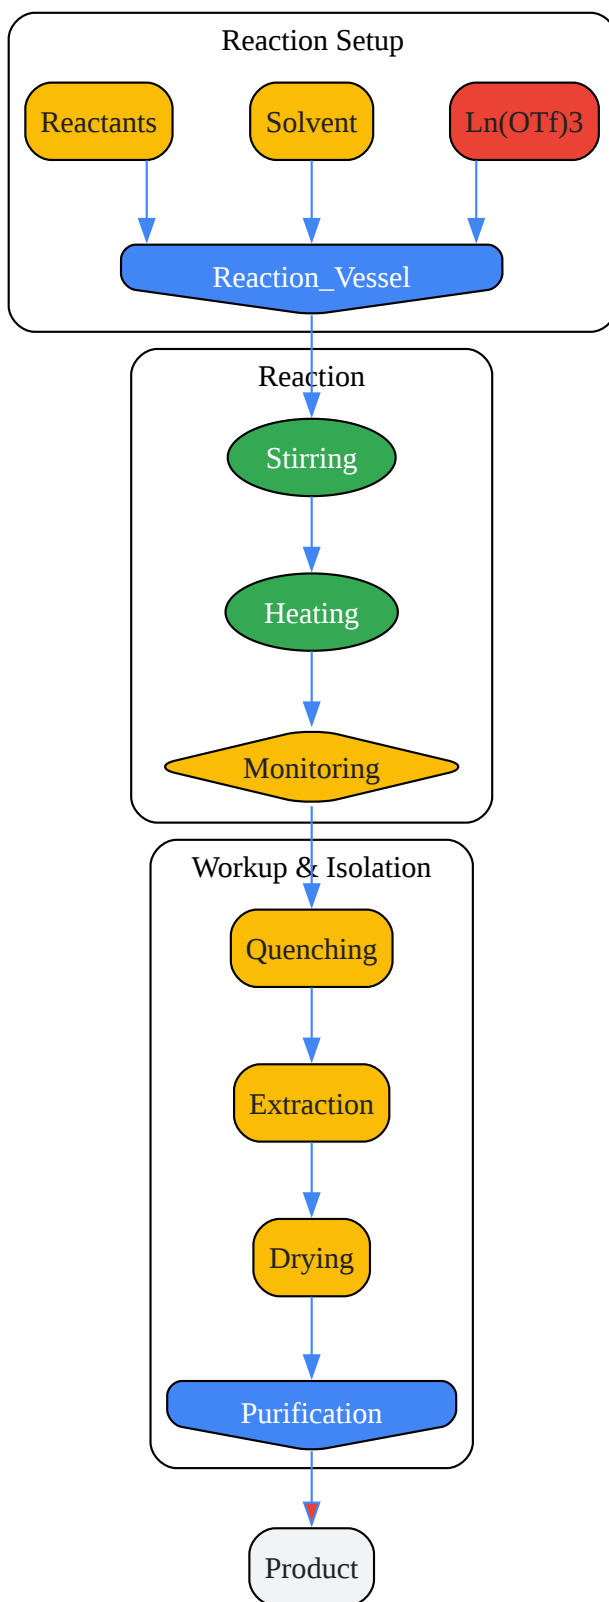 Reaction Setup
Reactants
Solvent
Ln(OTf)3
Reaction_Vessel
Reaction
Stirring
Heating
Monitoring
Workup & Isolation
Quenching
Extraction
Drying
Purification
Product